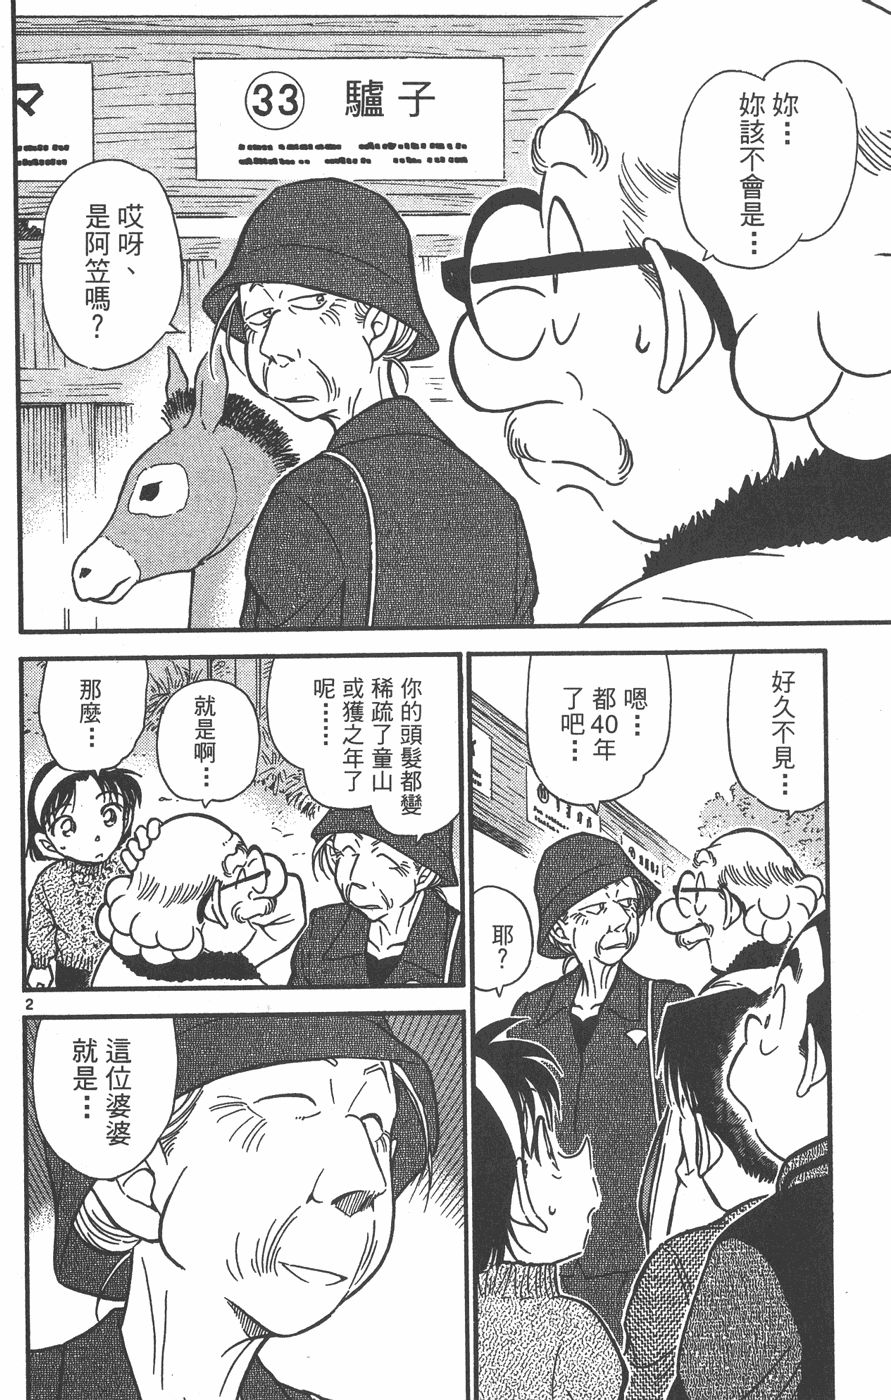 妳…
妳該不會是…
33 驢子
マ
哎呀、
是阿笠嗎?
好久不見…
嗯…
都40年
了吧…
耶?
你的頭髮都變
稀疏了童山
或獲之年了
呢……
就是啊…
那麼…
2
這位婆婆
就是…